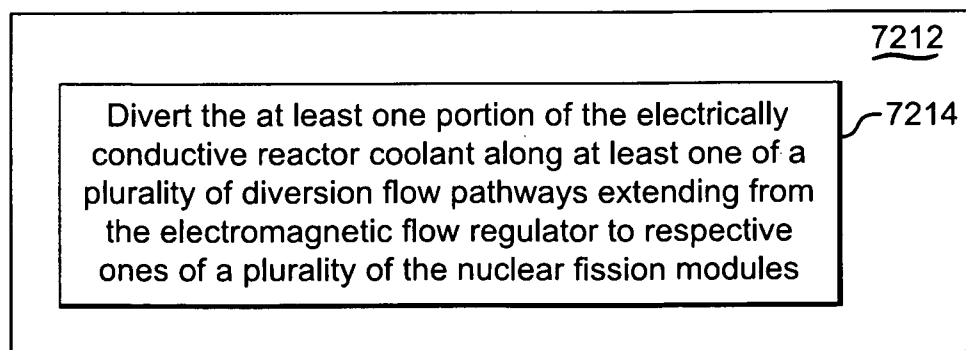 7212
Divert the at least one portion of the electrically
7214
conductive reactor coolant along at least one of a
plurality of diversion flow pathways extending from
the electromagnetic flow regulator to respective
ones of a plurality of the nuclear fission modules